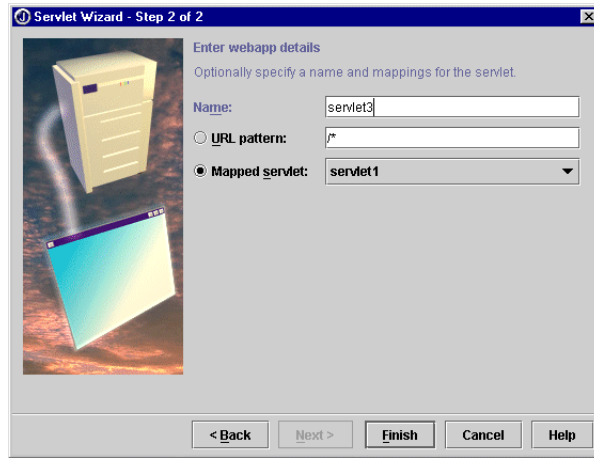 Servlet Wizard - Step 2 of 2
Enter webapp details
Optionally specify a name and mappings for the servlet.
Name: servlet3
URL pattern: /*
Mapped servlet: servlet1
< Back Next > Finish Cancel Help